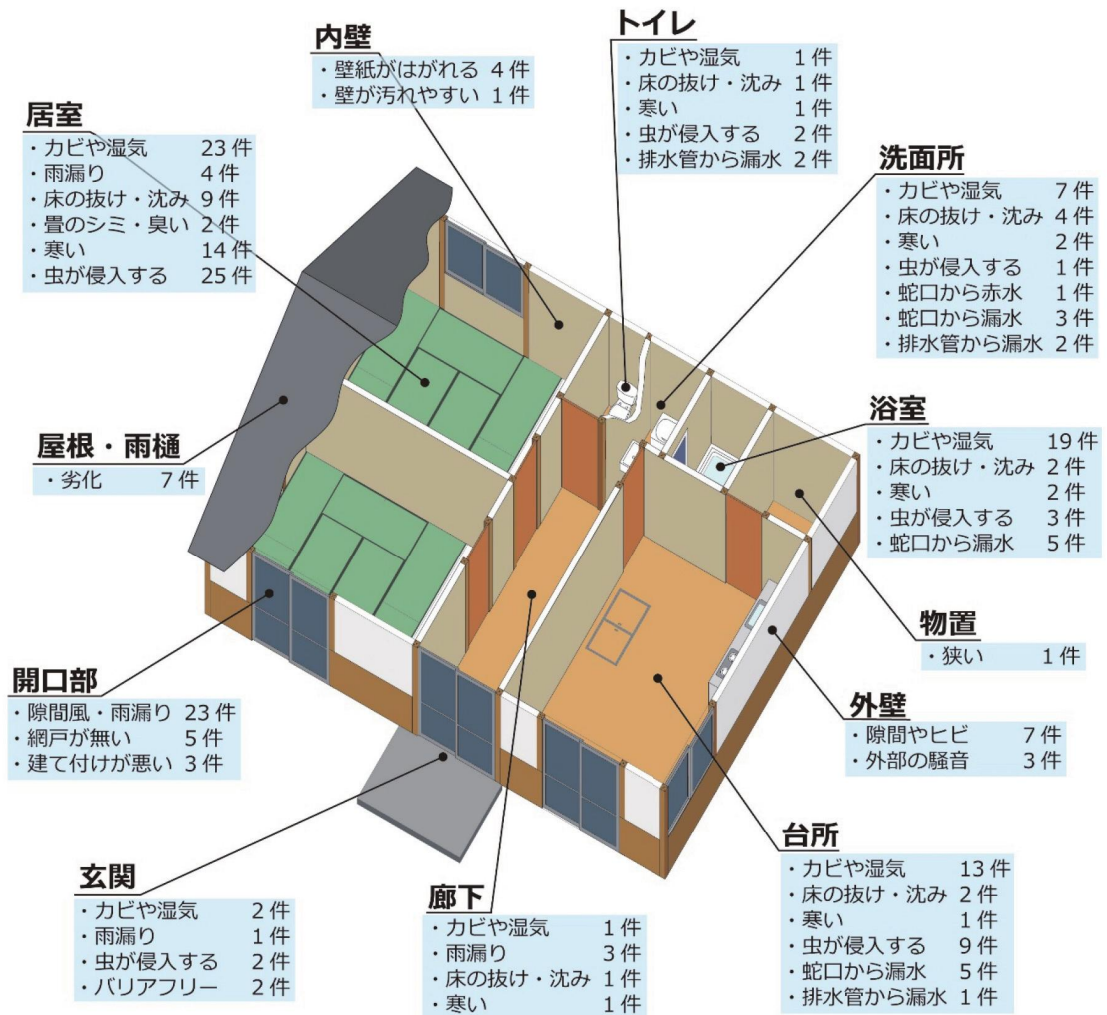 内壁
・壁紙がはがれる 4件
・壁が汚れやすい 1件
トイレ
・カビや湿気 1件
・床の抜け・沈み 1件
・寒い 1件
・虫が侵入する 2件
・排水管から漏水 2件
居室
・カビや湿気 23件
・雨漏り 4件
・床の抜け・沈み 9件
・畳のシミ・臭い 2件
・寒い 14件
・虫が侵入する 25件
洗面所
・カビや湿気 7件
・床の抜け・沈み 4件
・寒い 2件
・虫が侵入する 1件
・蛇口から赤水 1件
・蛇口から漏水 3件
・排水管から漏水 2件
屋根・雨樋
・劣化 7件
浴室
・カビや湿気 19件
・床の抜け・沈み 2件
・寒い 2件
・虫が侵入する 3件
・蛇口から漏水 5件
物置
・狭い 1件
開口部
・隙間風・雨漏り 23件
・網戸が無い 5件
・建て付けが悪い 3件
外壁
・隙間やヒビ 7件
・外部の騒音 3件
玄関
・カビや湿気 2件
・雨漏り 1件
・虫が侵入する 2件
・バリアフリー 2件
廊下
・カビや湿気 1件
・雨漏り 3件
・床の抜け・沈み 1件
・寒い 1件
台所
・カビや湿気 13件
・床の抜け・沈み 2件
・寒い 1件
・虫が侵入する 9件
・蛇口から漏水 5件
・排水管から漏水 1件